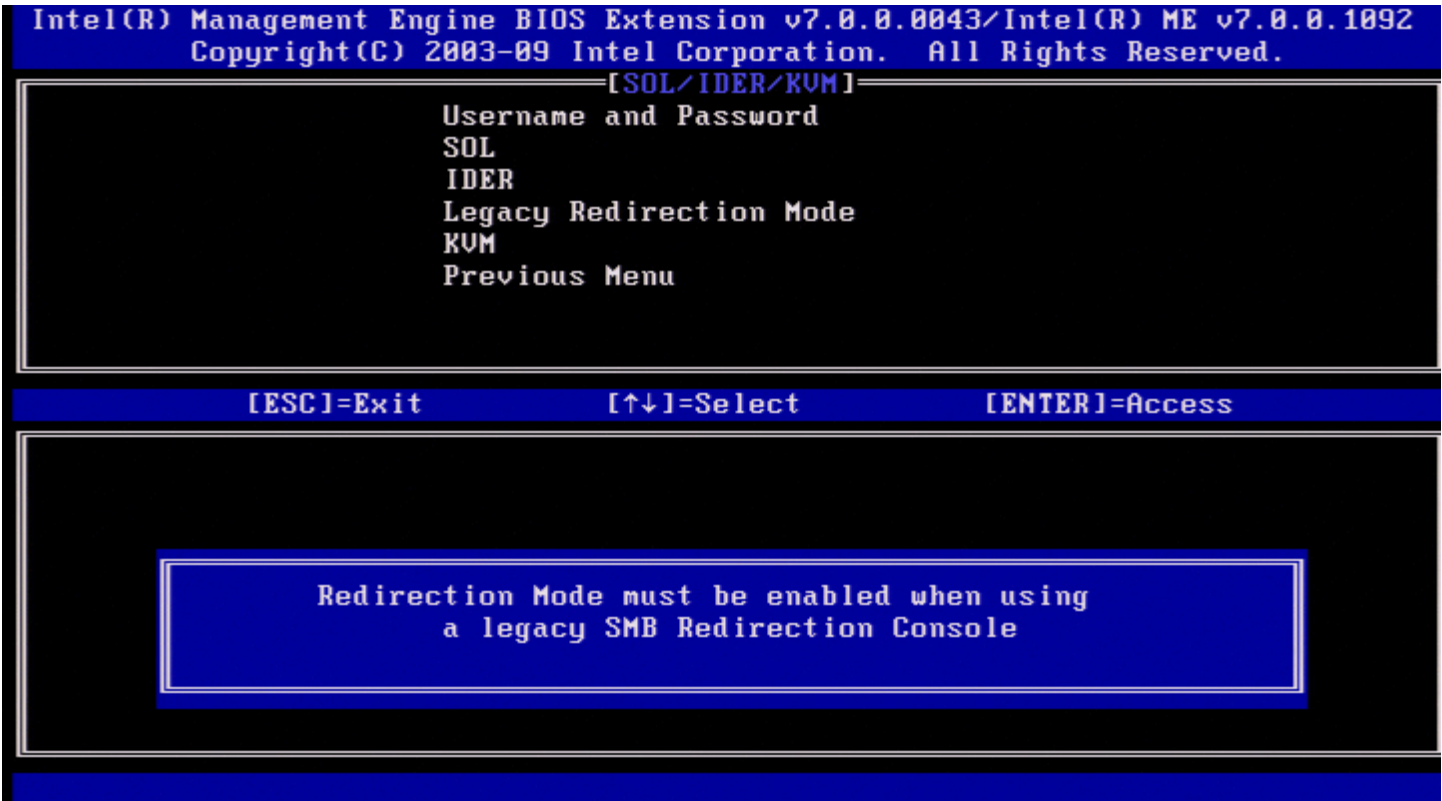 Intel(R) Management Engine BIOS Extension v7.0.0.0043/Intel(R) ME v7.0.0.1092
Copyright(C) 2003-09 Intel Corporation. All Rights Reserved.
[SOL/IDER/KVM]
Username and Password
SOL
IDER
Legacy Redirection Mode
KVM
Previous Menu
[ESC]=Exit [↑↓]=Select [ENTER]=Access
Redirection Mode must be enabled when using
a legacy SMB Redirection Console